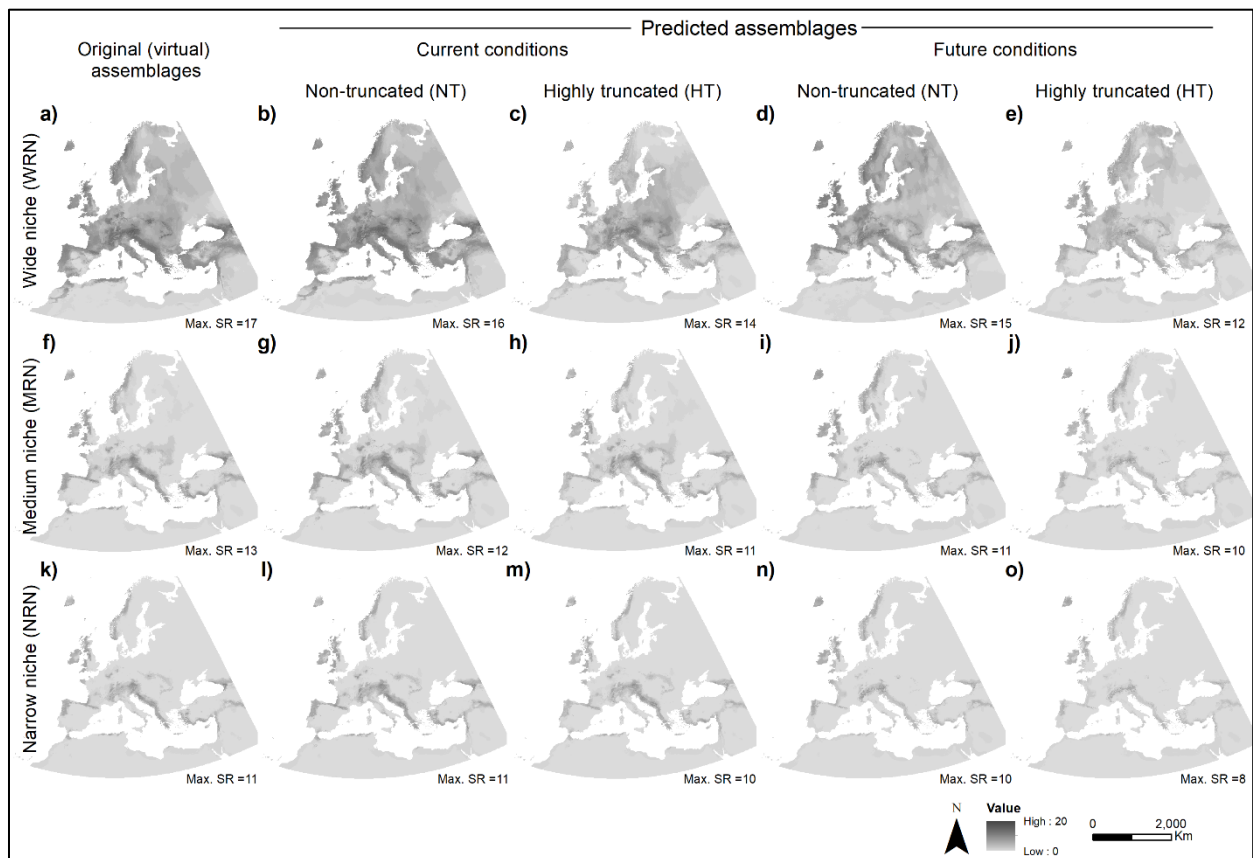 Predicted assemblages
Original (virtual)
assemblages
Current conditions
Future conditions
Non-truncated (NT)
Highly truncated (HT)
Non-truncated (NT)
Highly truncated (HT)
Wide niche (WRN)
a)
b)
c)
d)
e)
Max. SR =17
Max. SR =16
Max. SR =14
Max. SR =15
Max. SR =12
Medium niche (MRN)
f)
g)
h)
i)
j)
Max. SR =13
Max. SR =12
Max. SR =11
Max. SR =11
Max. SR =10
Narrow niche (NRN)
k)
l)
m)
n)
o)
Max. SR =11
Max. SR =11
Max. SR =10
Max. SR =10
Max. SR =8
N
Value
High : 20
Low : 0
0 2,000
Km